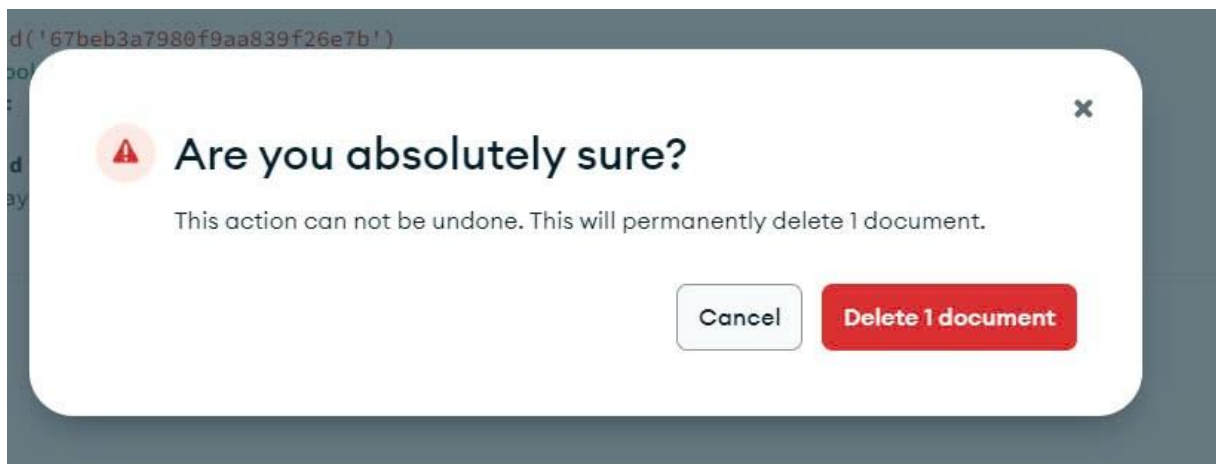 d('67beb3a7980f9aa839f26e7b')
Are you absolutely sure?
This action can not be undone. This will permanently delete 1 document.
Cancel Delete 1 document